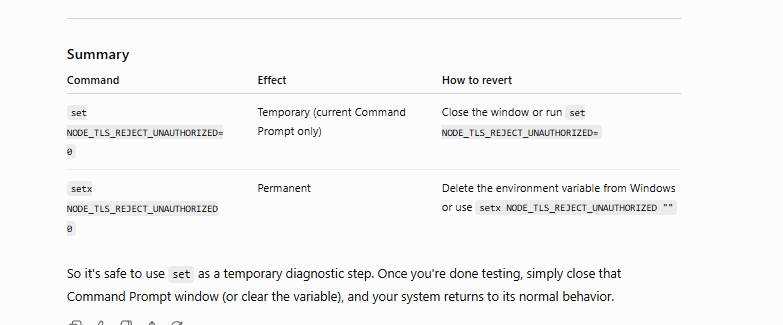 Summary
Command Effect How to revert
set Temporary (current Command Close the window or run set
NODE_TLS_REJECT_UNAUTHORIZED= Prompt only) NODE_TLS_REJECT_UNAUTHORIZED=
0
setx Permanent Delete the environment variable from Windows
NODE_TLS_REJECT_UNAUTHORIZED or use setx NODE_TLS_REJECT_UNAUTHORIZED ""
0
So it's safe to use set as a temporary diagnostic step. Once you're done testing, simply close that
Command Prompt window (or clear the variable), and your system returns to its normal behavior.